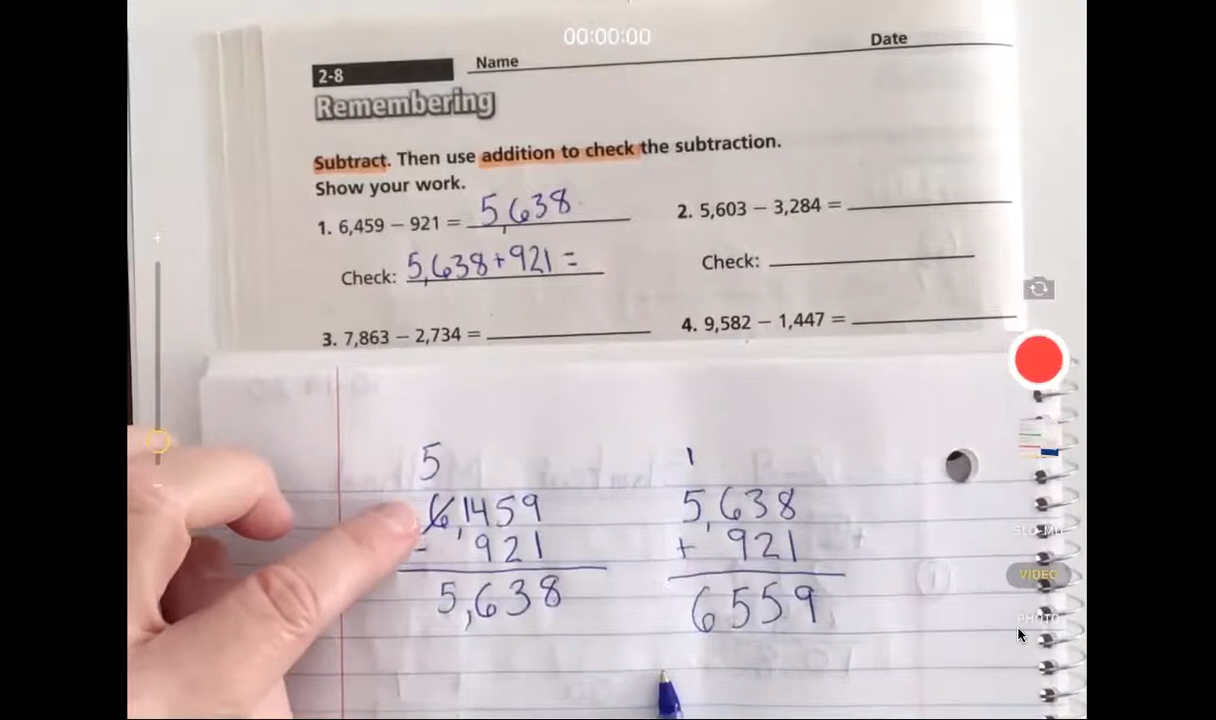 00:00:00
Date
2-8 Name
Remembering
Subtract. Then use addition to check the subtraction.
Show your work.
1. 6,459 – 921 = 5,638
2. 5,603 – 3,284 =
Check: 5,638+921 =
Check:
3. 7,863 – 2,734 =
4. 9,582 – 1,447 =
5
6,1459
- 921
5,638
1
5,638
+ 921
6559
SLO-MO
VIDEO
PHOTO